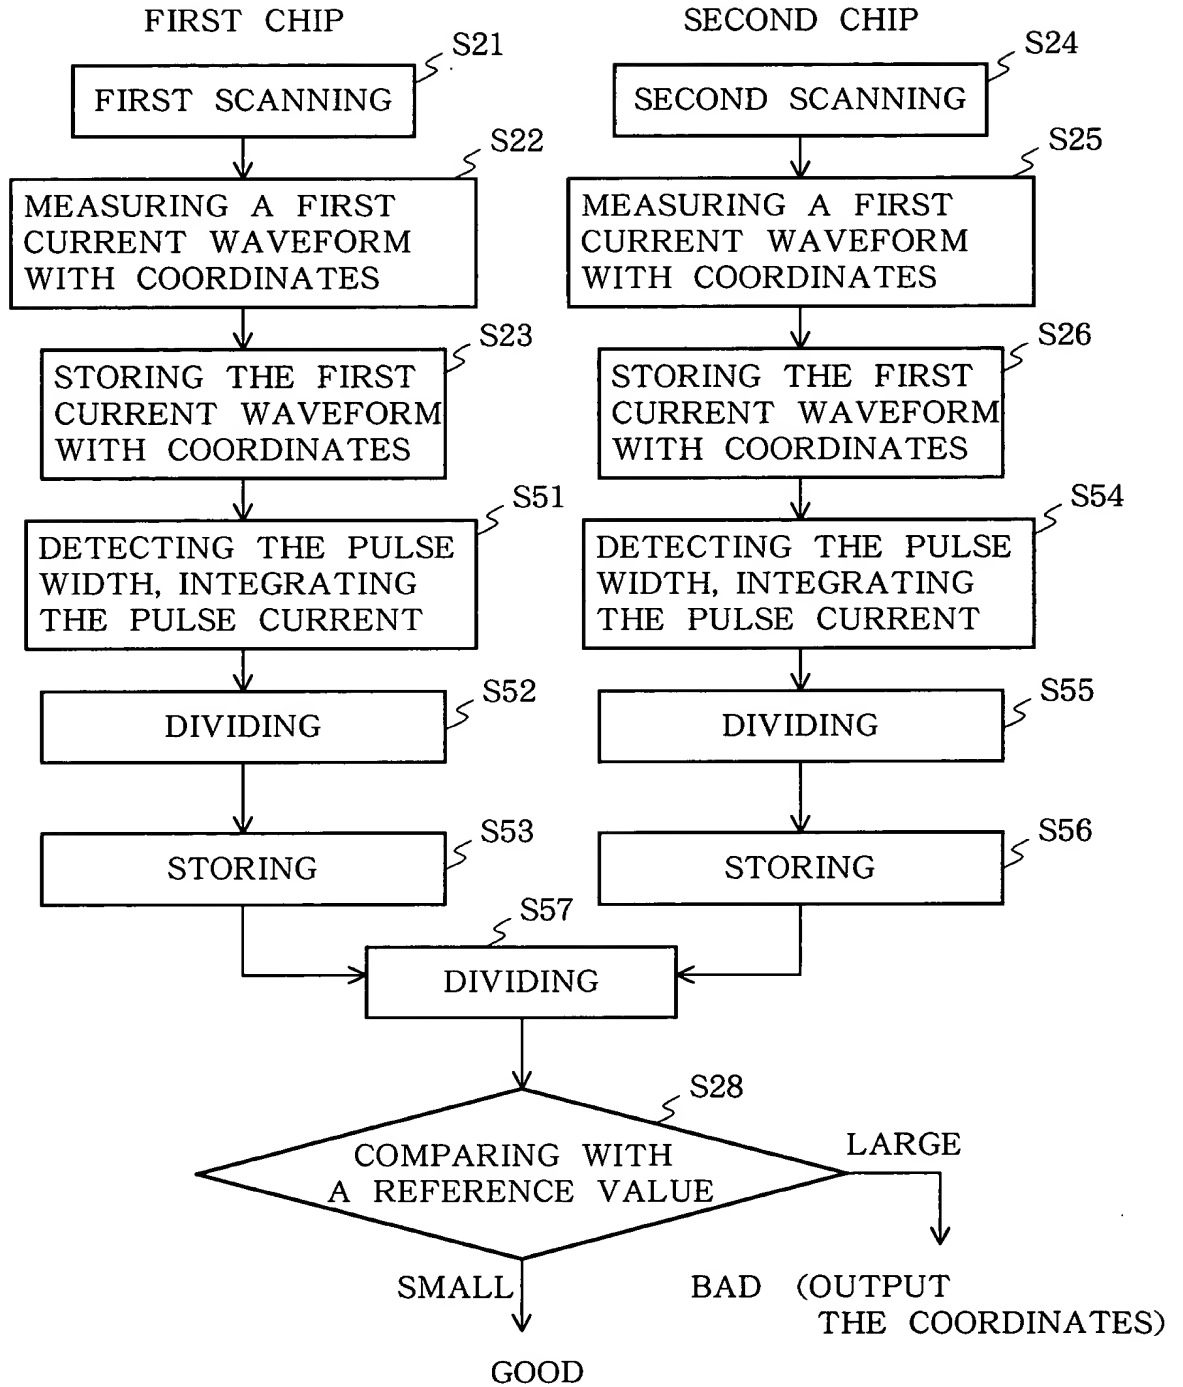 FIRST CHIP
S21
FIRST SCANNING
S22
MEASURING A FIRST
CURRENT WAVEFORM
WITH COORDINATES
S23
STORING THE FIRST
CURRENT WAVEFORM
WITH COORDINATES
S51
DETECTING THE PULSE
WIDTH, INTEGRATING
THE PULSE CURRENT
S52
DIVIDING
S53
STORING
SECOND CHIP
S24
SECOND SCANNING
S25
MEASURING A FIRST
CURRENT WAVEFORM
WITH COORDINATES
S26
STORING THE FIRST
CURRENT WAVEFORM
WITH COORDINATES
S54
DETECTING THE PULSE
WIDTH, INTEGRATING
THE PULSE CURRENT
S55
DIVIDING
S56
STORING
S57
DIVIDING
S28
COMPARING WITH
A REFERENCE VALUE
LARGE
BAD (OUTPUT
THE COORDINATES)
SMALL
GOOD